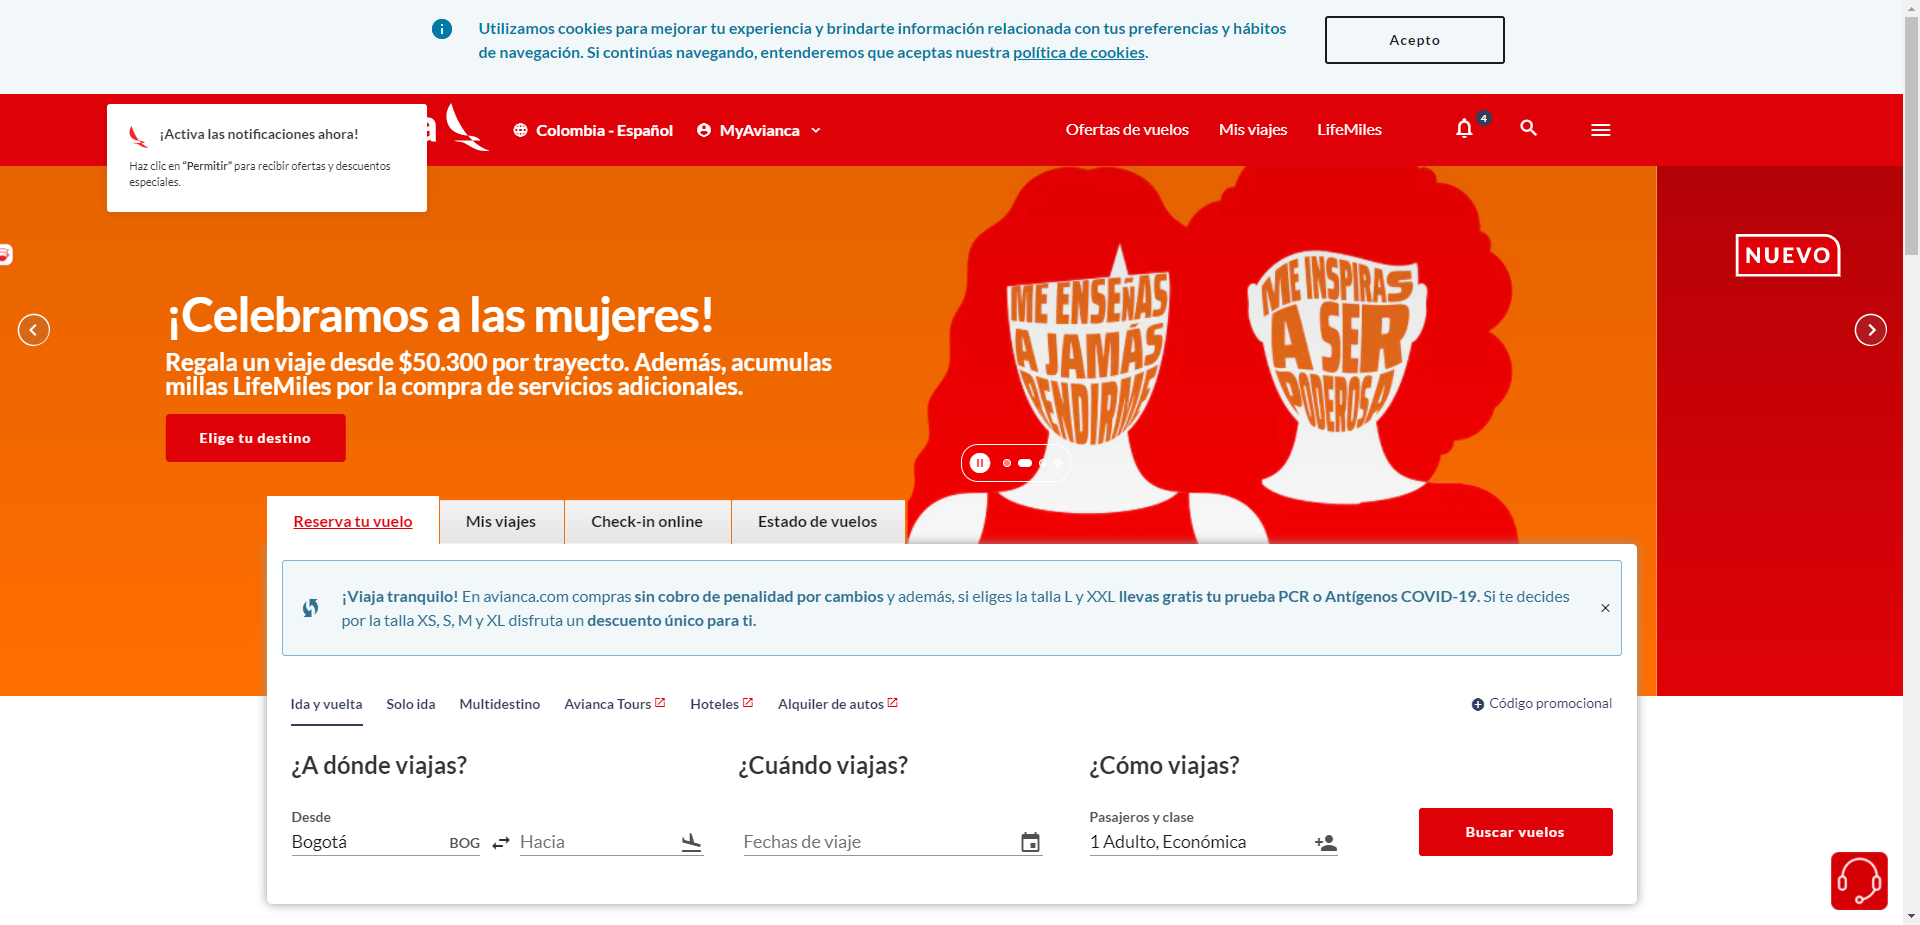 Utilizamos cookies para mejorar tu experiencia y brindarte información relacionada con tus preferencias y hábitos
de navegación. Si continúas navegando, entenderemos que aceptas nuestra política de cookies.
Acepto
¡Activa las notificaciones ahora!
Haz clic en “Permitir” para recibir ofertas y descuentos
especiales.
a
Colombia - Español
MyAvianca
Ofertas de vuelos
Mis viajes
LifeMiles
4
NUEVO
¡Celebramos a las mujeres!
Regala un viaje desde $50.300 por trayecto. Además, acumulas
millas LifeMiles por la compra de servicios adicionales.
Elige tu destino
ME ENSEÑAS
A JAMÁS
RENDIRME
ME INSPIRAS
A SER
PODEROSA
Reserva tu vuelo
Mis viajes
Check-in online
Estado de vuelos
¡Viaja tranquilo! En avianca.com compras sin cobro de penalidad por cambios y además, si eliges la talla L y XXL llevas gratis tu prueba PCR o Antígenos COVID-19. Si te decides
por la talla XS, S, M y XL disfruta un descuento único para ti.
Ida y vuelta
Solo ida
Multidestino
Avianca Tours
Hoteles
Alquiler de autos
Código promocional
¿A dónde viajas?
¿Cuándo viajas?
¿Cómo viajas?
Desde
Bogotá
BOG
Hacia
Fechas de viaje
Pasajeros y clase
1 Adulto, Económica
Buscar vuelos